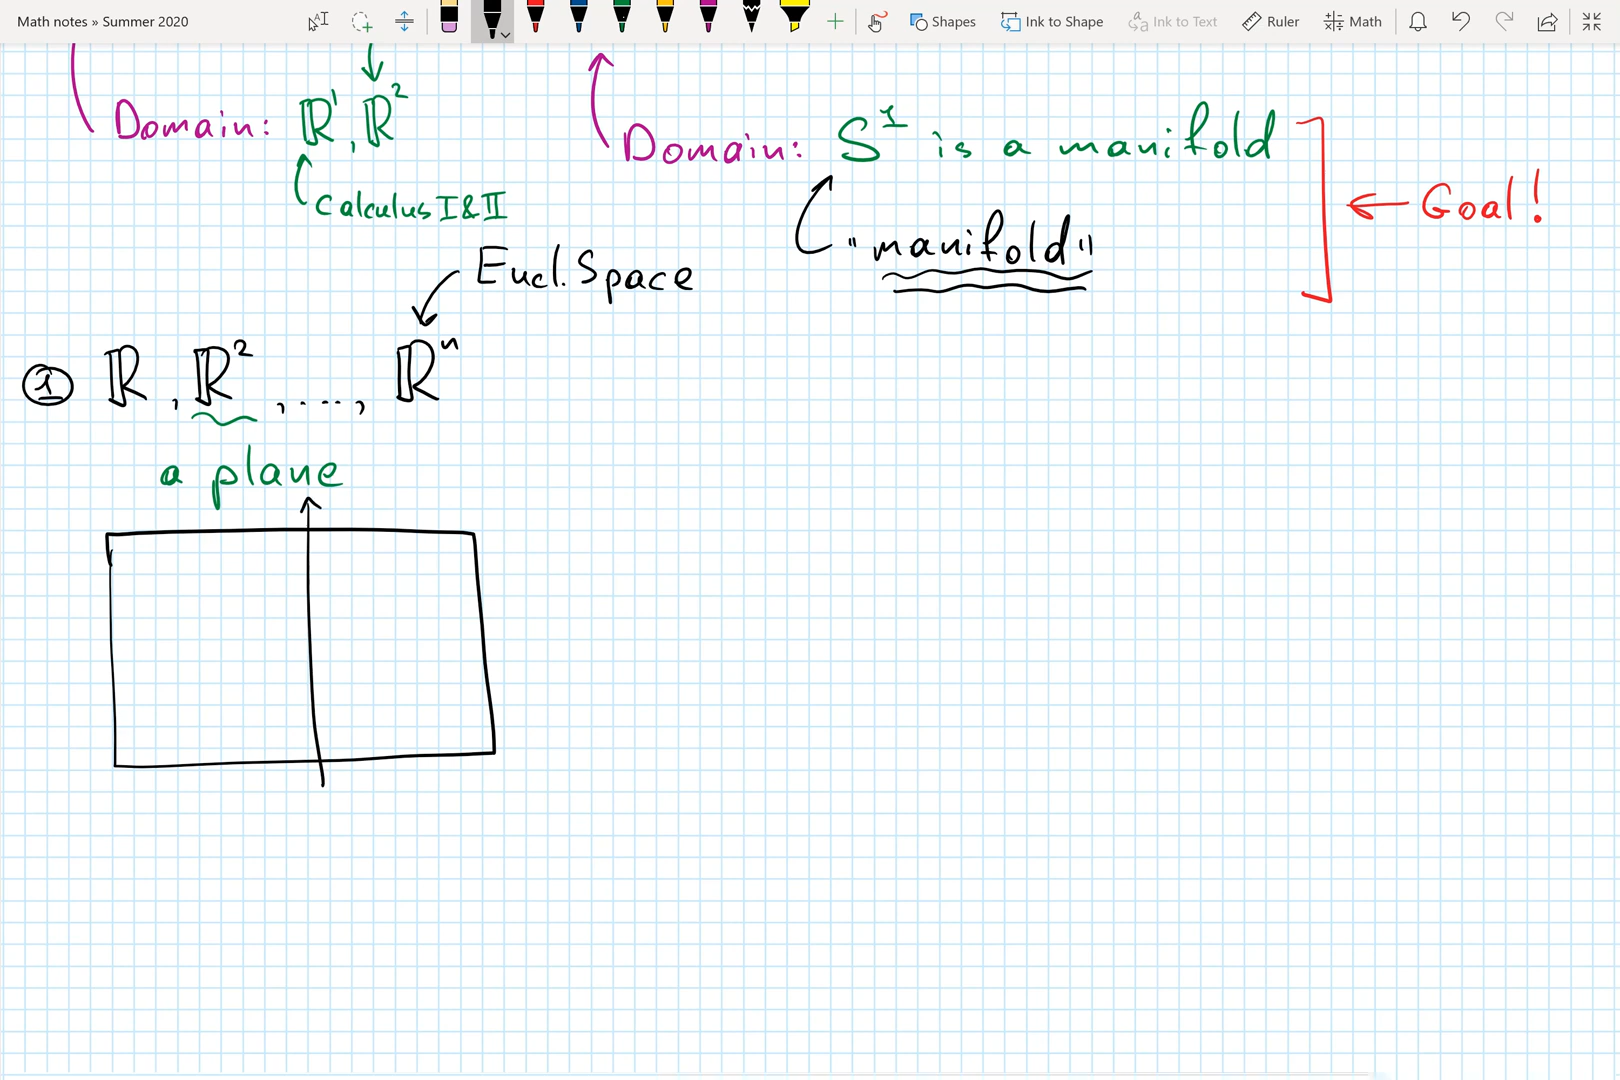 Math notes » Summer 2020
Shapes
Ink to Shape
Ink to Text
Ruler
Math
Domain: ℝ¹, ℝ²
Calculus I & II
Domain: S¹ is a manifold
"manifold"
← Goal!
Eucl. Space
① ℝ, ℝ², ...., ℝⁿ
a plane